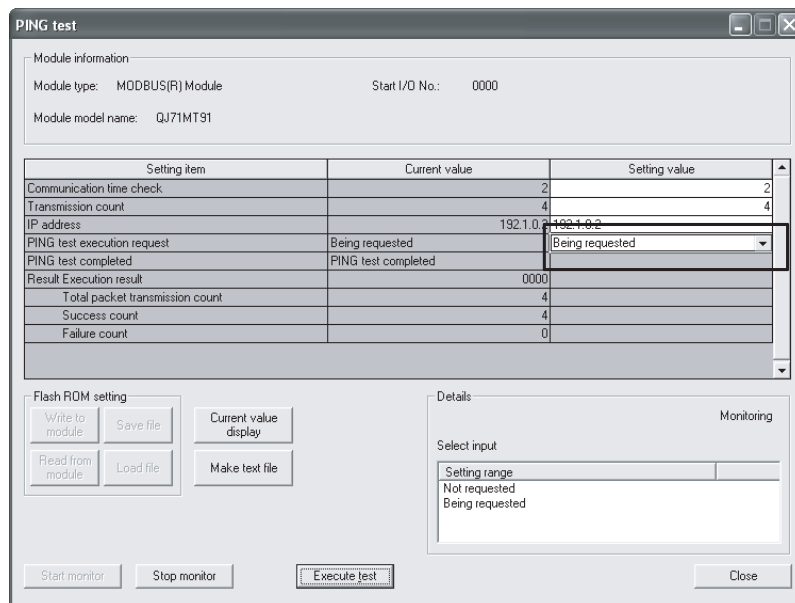 PING test
Module information
Module type: MODBUS(R) Module Start I/O No.: 0000
Module model name: QJ71MT91
Setting item Current value Setting value
Communication time check 2 2
Transmission count 4 4
IP address 192.1.0.2 192.1.0.2
PING test execution request Being requested Being requested
PING test completed PING test completed
Result Execution result 0000
Total packet transmission count 4
Success count 4
Failure count 0
Flash ROM setting
Write to
module
Save file
Current value
display
Read from
module
Load file
Make text file
Details
Monitoring
Select input
Setting range
Not requested
Being requested
Start monitor Stop monitor Execute test Close